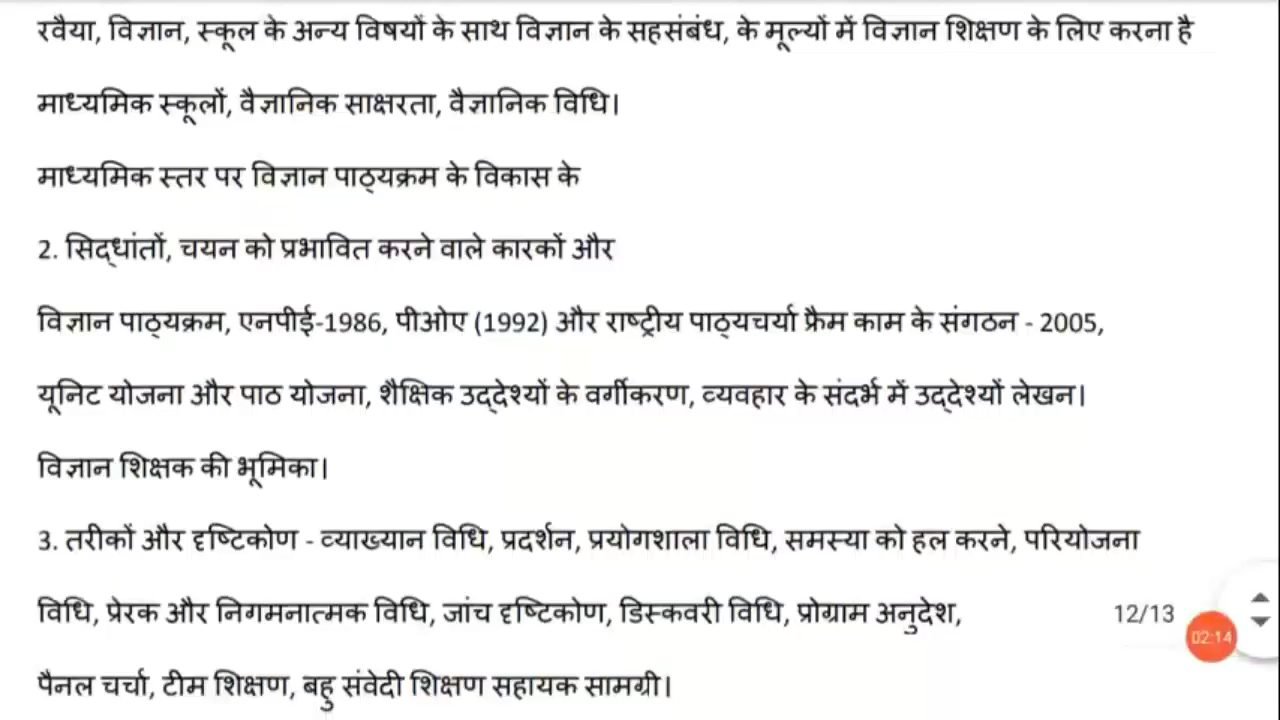 रवैया, विज्ञान, स्कूल के अन्य विषयों के साथ विज्ञान के सहसंबंध, के मूल्यों में विज्ञान शिक्षण के लिए करना है
माध्यमिक स्कूलों, वैज्ञानिक साक्षरता, वैज्ञानिक विधि।
माध्यमिक स्तर पर विज्ञान पाठ्यक्रम के विकास के
2. सिद्धांतों, चयन को प्रभावित करने वाले कारकों और
विज्ञान पाठ्यक्रम, एनपीई-1986, पीओए (1992) और राष्ट्रीय पाठ्यचर्या फ्रैम काम के संगठन - 2005,
यूनिट योजना और पाठ योजना, शैक्षिक उद्देश्यों के वर्गीकरण, व्यवहार के संदर्भ में उद्देश्यों लेखन।
विज्ञान शिक्षक की भूमिका।
3. तरीकों और दृष्टिकोण - व्याख्यान विधि, प्रदर्शन, प्रयोगशाला विधि, समस्या को हल करने, परियोजना
विधि, प्रेरक और निगमनात्मक विधि, जांच दृष्टिकोण, डिस्कवरी विधि, प्रोग्राम अनुदेश,
12/13
02:14
पैनल चर्चा, टीम शिक्षण, बहु संवेदी शिक्षण सहायक सामग्री।